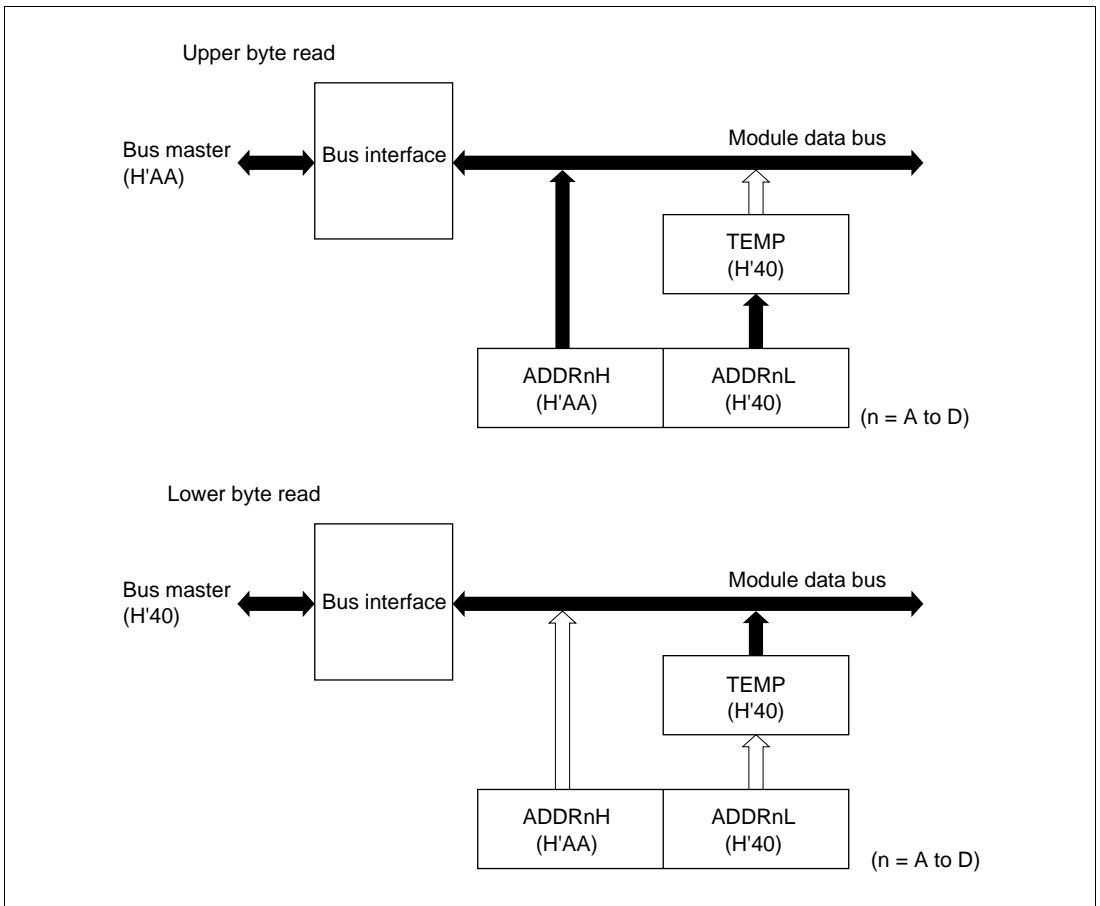 Upper byte read
Bus master
(H'AA)
Bus interface
Module data bus
TEMP
(H'40)
ADDRnH
(H'AA)
ADDRnL
(H'40)
(n = A to D)
Lower byte read
Bus master
(H'40)
Bus interface
Module data bus
TEMP
(H'40)
ADDRnH
(H'AA)
ADDRnL
(H'40)
(n = A to D)